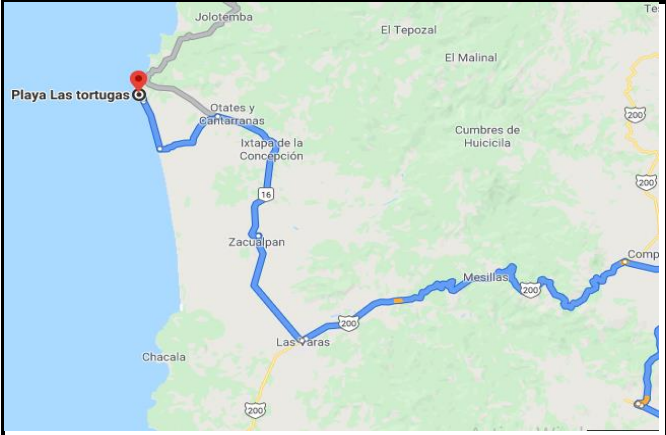 Jolotemba
El Tepozal
El Malinal
Playa Las tortugas
Otates y
Cantarranas
200
Cumbres de
Huicicila
Ixtapa de la
Concepción
200
16
Zacualpan
Comp
Mesillas
200
200
Las Varas
Chacala
200